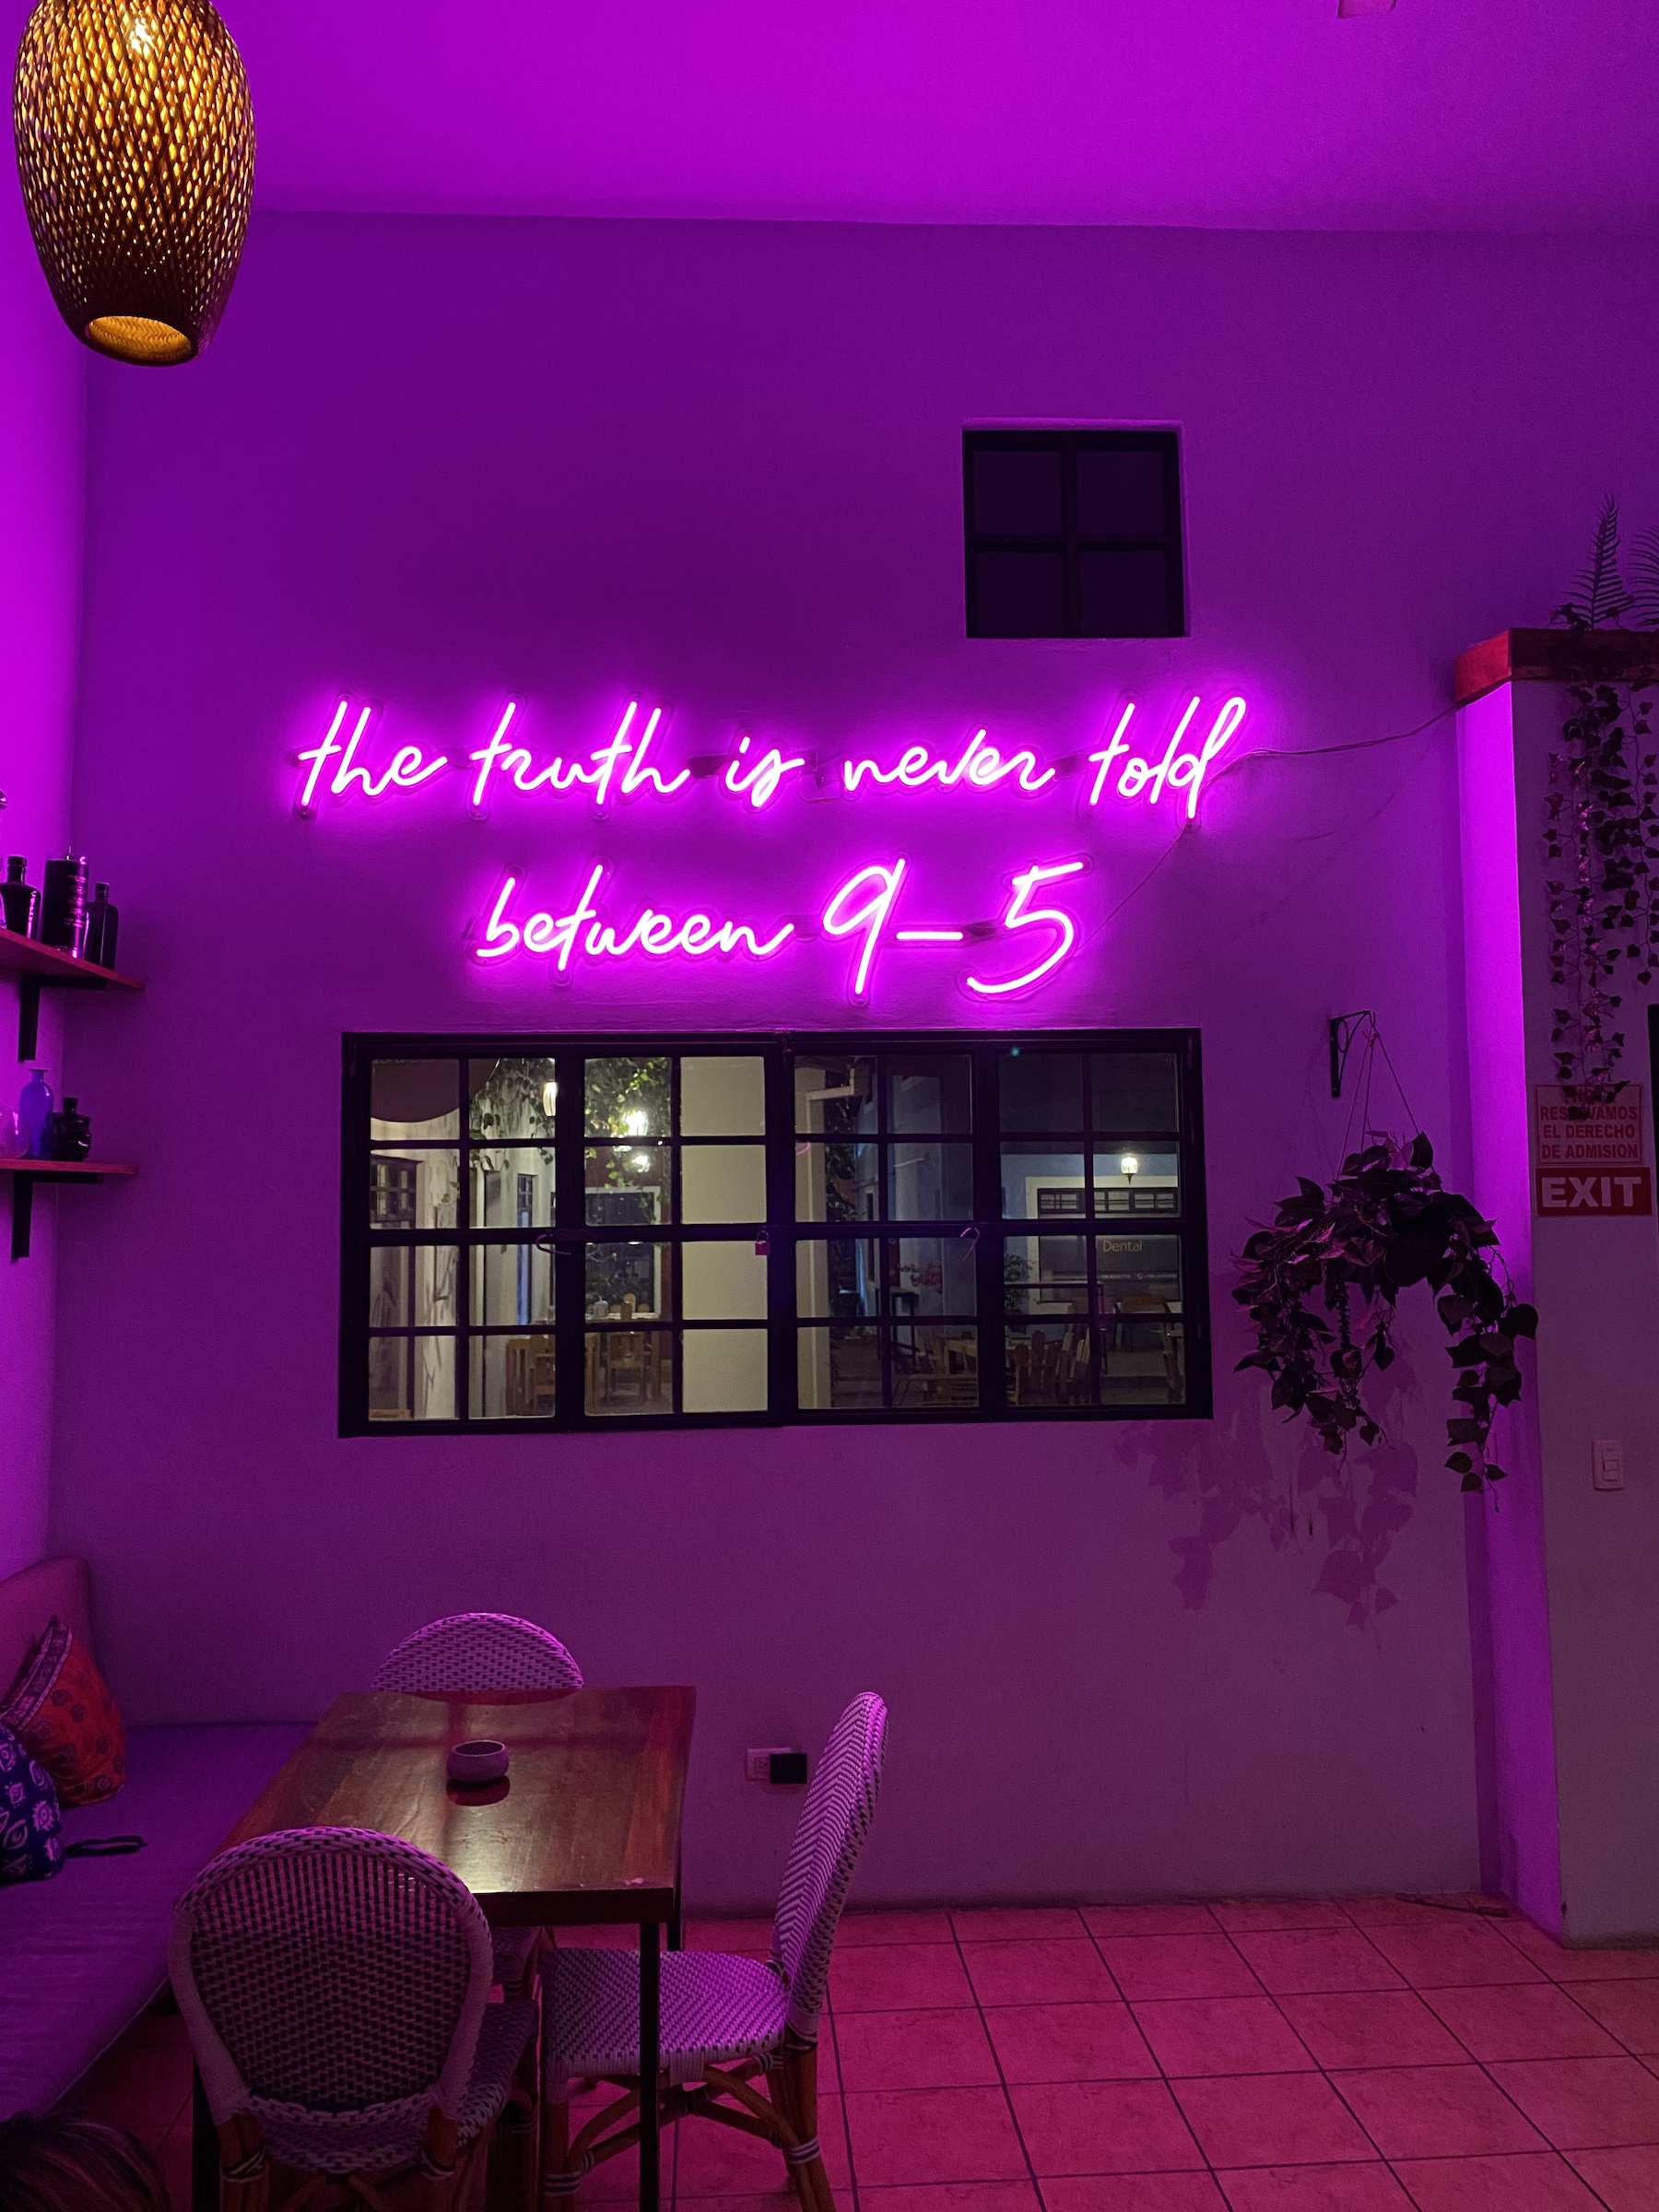 the truth is never told
between 9-5
RESERVAMOS
EL DERECHO
DE ADMISION
EXIT
Dental